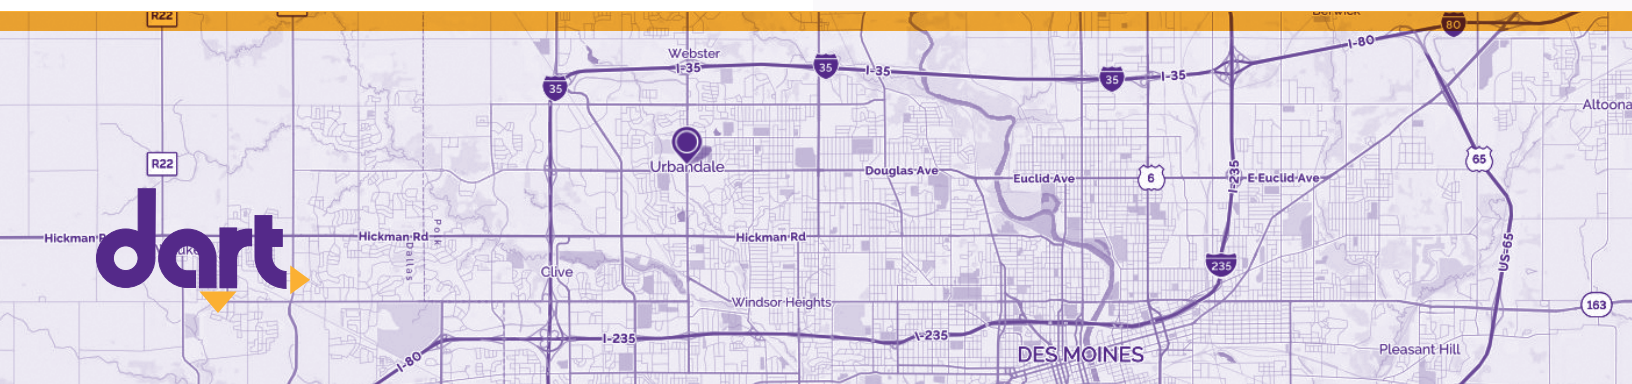 R22
Berwick
80
I-80
Webster
I-35
35
I-35
35
35
I-35
Altoona
R22
Urbandale
Douglas Ave
Euclid Ave
6
I-235
E Euclid Ave
65
dart
Hickman R
Hickman Rd
Polk
Dallas
Hickman Rd
Clive
235
US-65
Windsor Heights
163
I-80
I-235
I-235
DES MOINES
Pleasant Hill